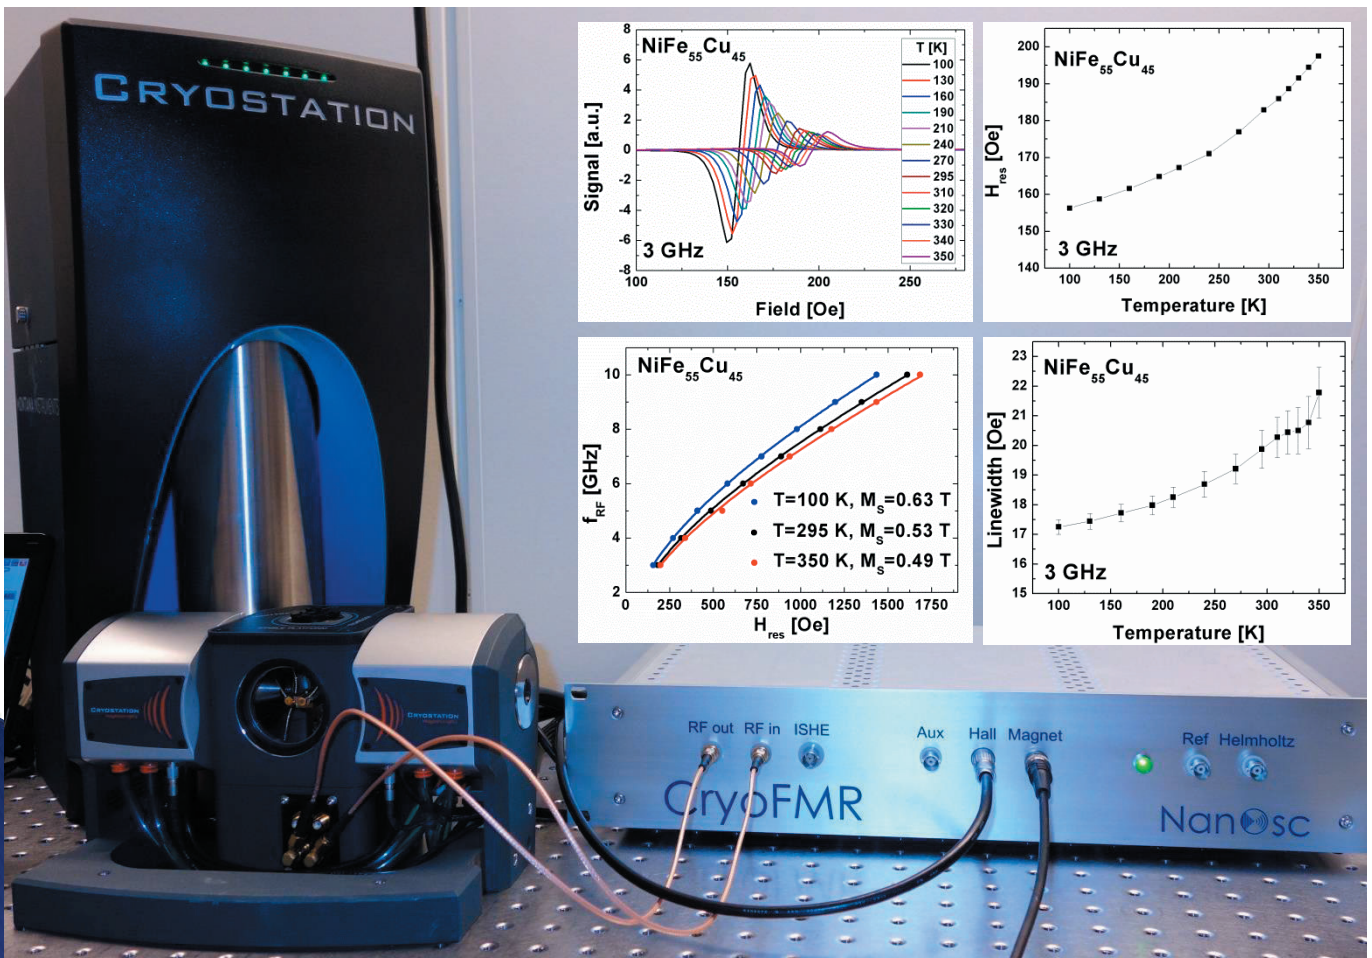 CRYOSTATION
NiFe55Cu45
T [K]
100
130
160
190
210
240
270
295
310
320
330
340
350
3 GHz
Signal [a.u.]
8
6
4
2
0
-2
-4
-6
-8
100
150
200
250
Field [Oe]
NiFe55Cu45
3 GHz
Hres [Oe]
200
190
180
170
160
150
140
100
150
200
250
300
350
Temperature [K]
NiFe55Cu45
T=100 K, MS=0.63 T
T=295 K, MS=0.53 T
T=350 K, MS=0.49 T
fRF [GHz]
10
8
6
4
2
0
250
500
750
1000
1250
1500
1750
Hres [Oe]
NiFe55Cu45
3 GHz
Linewidth [Oe]
23
22
21
20
19
18
17
16
15
100
150
200
250
300
350
Temperature [K]
CRYOSTATION
CRYOSTATION
RF out
RF in
ISHE
Aux
Hall
Magnet
Ref
Helmholtz
CryoFMR
NanOsc